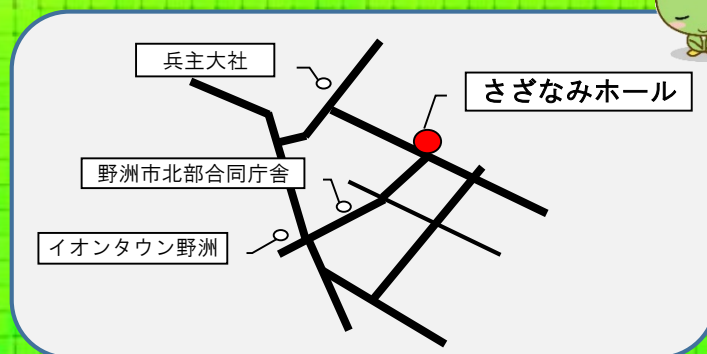 兵主大社
さざなみホール
野洲市北部合同庁舎
イオンタウン野洲